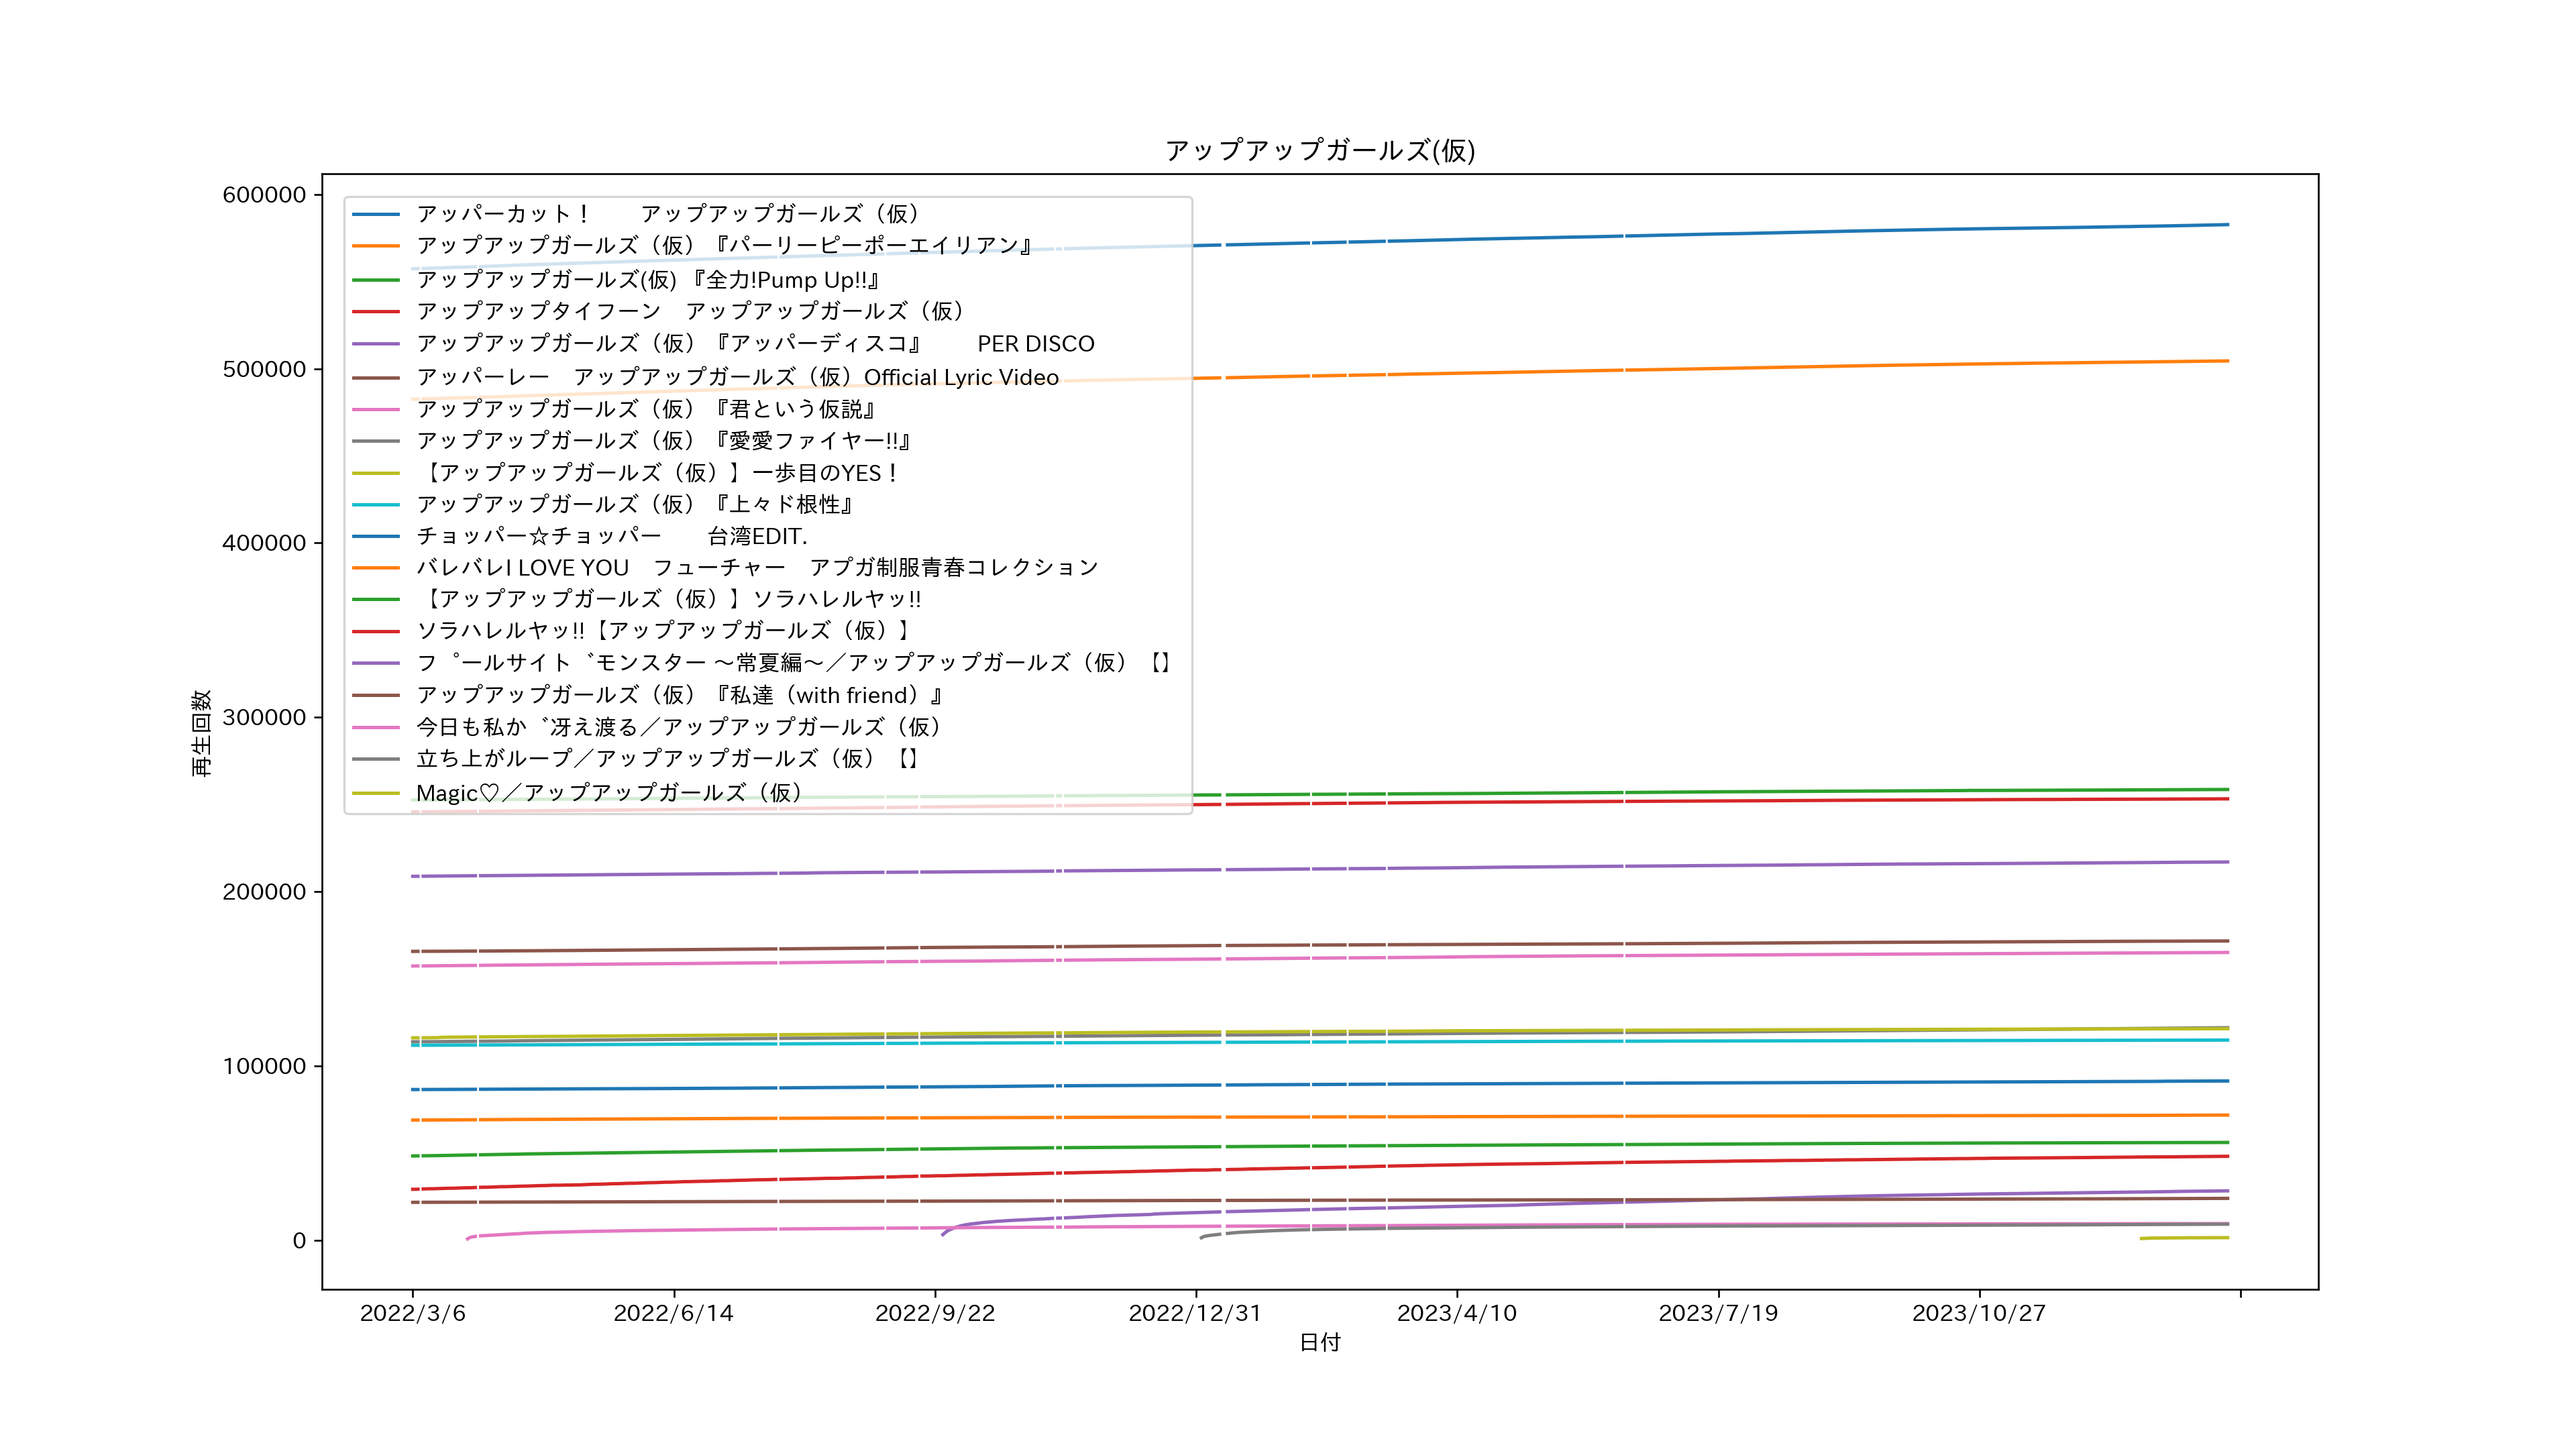 アップアップガールズ(仮)
600000
500000
400000
300000
200000
100000
0
再生回数
アッパーカット！　　アップアップガールズ（仮）
アップアップガールズ（仮）『パーリーピーポーエイリアン』
アップアップガールズ(仮) 『全力!Pump Up!!』
アップアップタイフーン　アップアップガールズ（仮）
アップアップガールズ（仮）『アッパーディスコ』　　PER DISCO
アッパーレー　アップアップガールズ（仮）Official Lyric Video
アップアップガールズ（仮）『君という仮説』
アップアップガールズ（仮）『愛愛ファイヤー!!』
【アップアップガールズ（仮）】一歩目のYES！
アップアップガールズ（仮）『上々ド根性』
チョッパー☆チョッパー　　台湾EDIT.
バレバレI LOVE YOU　フューチャー　アプガ制服青春コレクション
【アップアップガールズ（仮）】ソラハレルヤッ!!
ソラハレルヤッ!!【アップアップガールズ（仮）】
フ゜ールサイト゛モンスター 〜常夏編〜／アップアップガールズ（仮）【】
アップアップガールズ（仮）『私達（with friend）』
今日も私か゛冴え渡る／アップアップガールズ（仮）
立ち上がループ／アップアップガールズ（仮）【】
Magic♡／アップアップガールズ（仮）
2022/3/6
2022/6/14
2022/9/22
2022/12/31
2023/4/10
2023/7/19
2023/10/27
日付